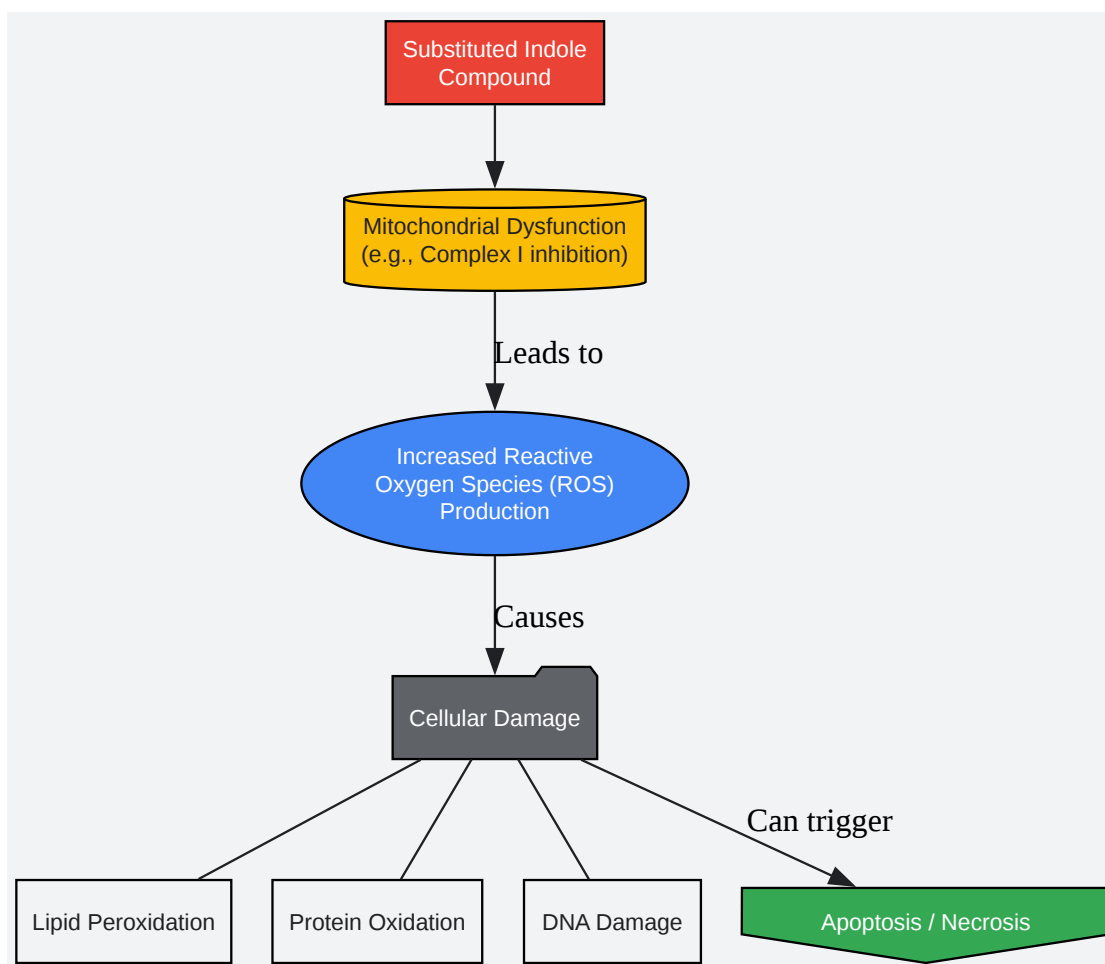 Substituted Indole
Compound
Mitochondrial Dysfunction
(e.g., Complex I inhibition)
Leads to
Increased Reactive
Oxygen Species (ROS)
Production
Causes
Cellular Damage
Can trigger
Lipid Peroxidation
Protein Oxidation
DNA Damage
Apoptosis / Necrosis